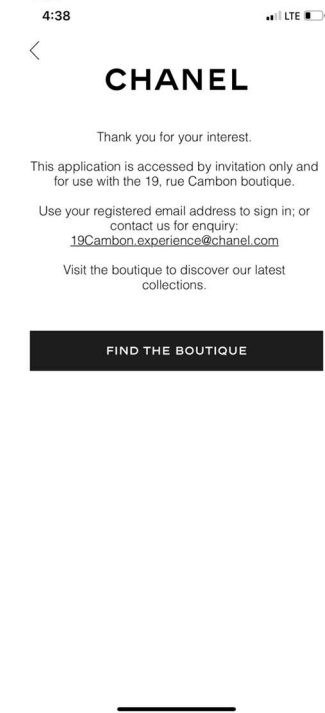 4:38
LTE
CHANEL
Thank you for your interest.
This application is accessed by invitation only and
for use with the 19, rue Cambon boutique.
Use your registered email address to sign in; or
contact us for enquiry:
19Cambon.experience@chanel.com
Visit the boutique to discover our latest
collections.
FIND THE BOUTIQUE